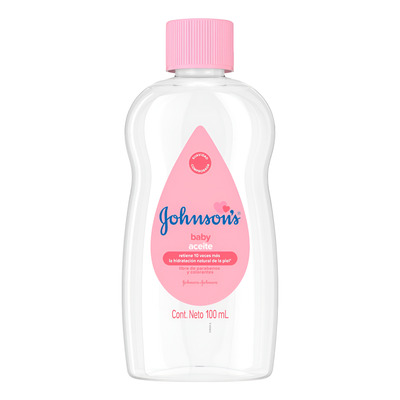 Johnson's
baby
aceite
retiene 10 veces más
la hidratación natural de la piel*
libre de parabenos
y colorantes
Johnson&Johnson
Cont. Neto 100 mL